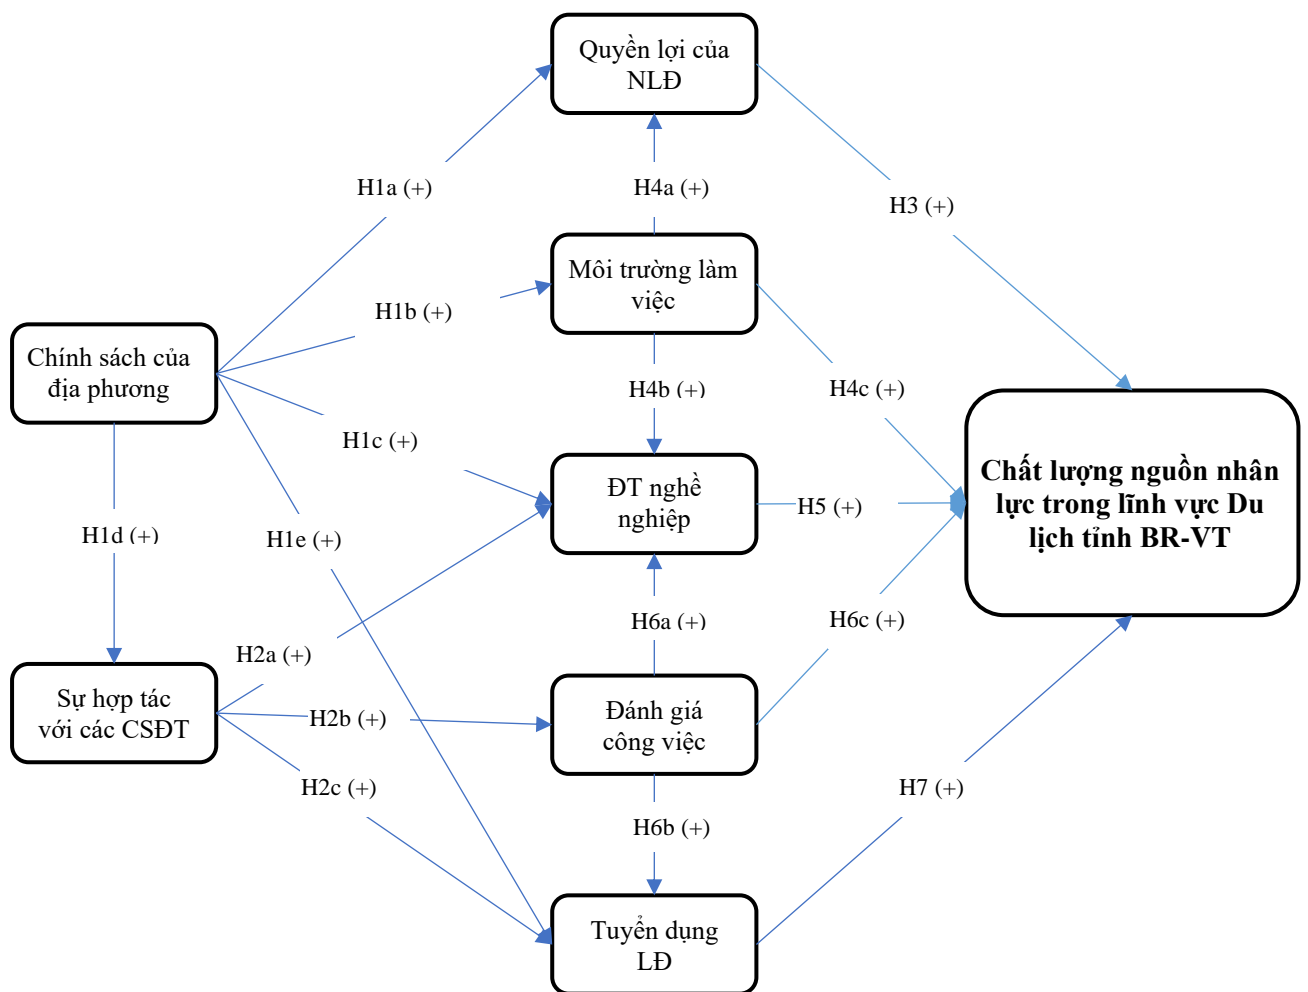 Quyền lợi của
NLĐ
H1a (+)
H4a (+)
H3 (+)
Môi trường làm
việc
H1b (+)
Chính sách của
địa phương
H4b (+)
H4c (+)
H1c (+)
ĐT nghề
nghiệp
Chất lượng nguồn nhân
lực trong lĩnh vực Du
lịch tỉnh BR-VT
H5 (+)
H1d (+)
H1e (+)
H6a (+)
H6c (+)
H2a (+)
Sự hợp tác
với các CSĐT
H2b (+)
Đánh giá
công việc
H2c (+)
H7 (+)
H6b (+)
Tuyển dụng
LĐ